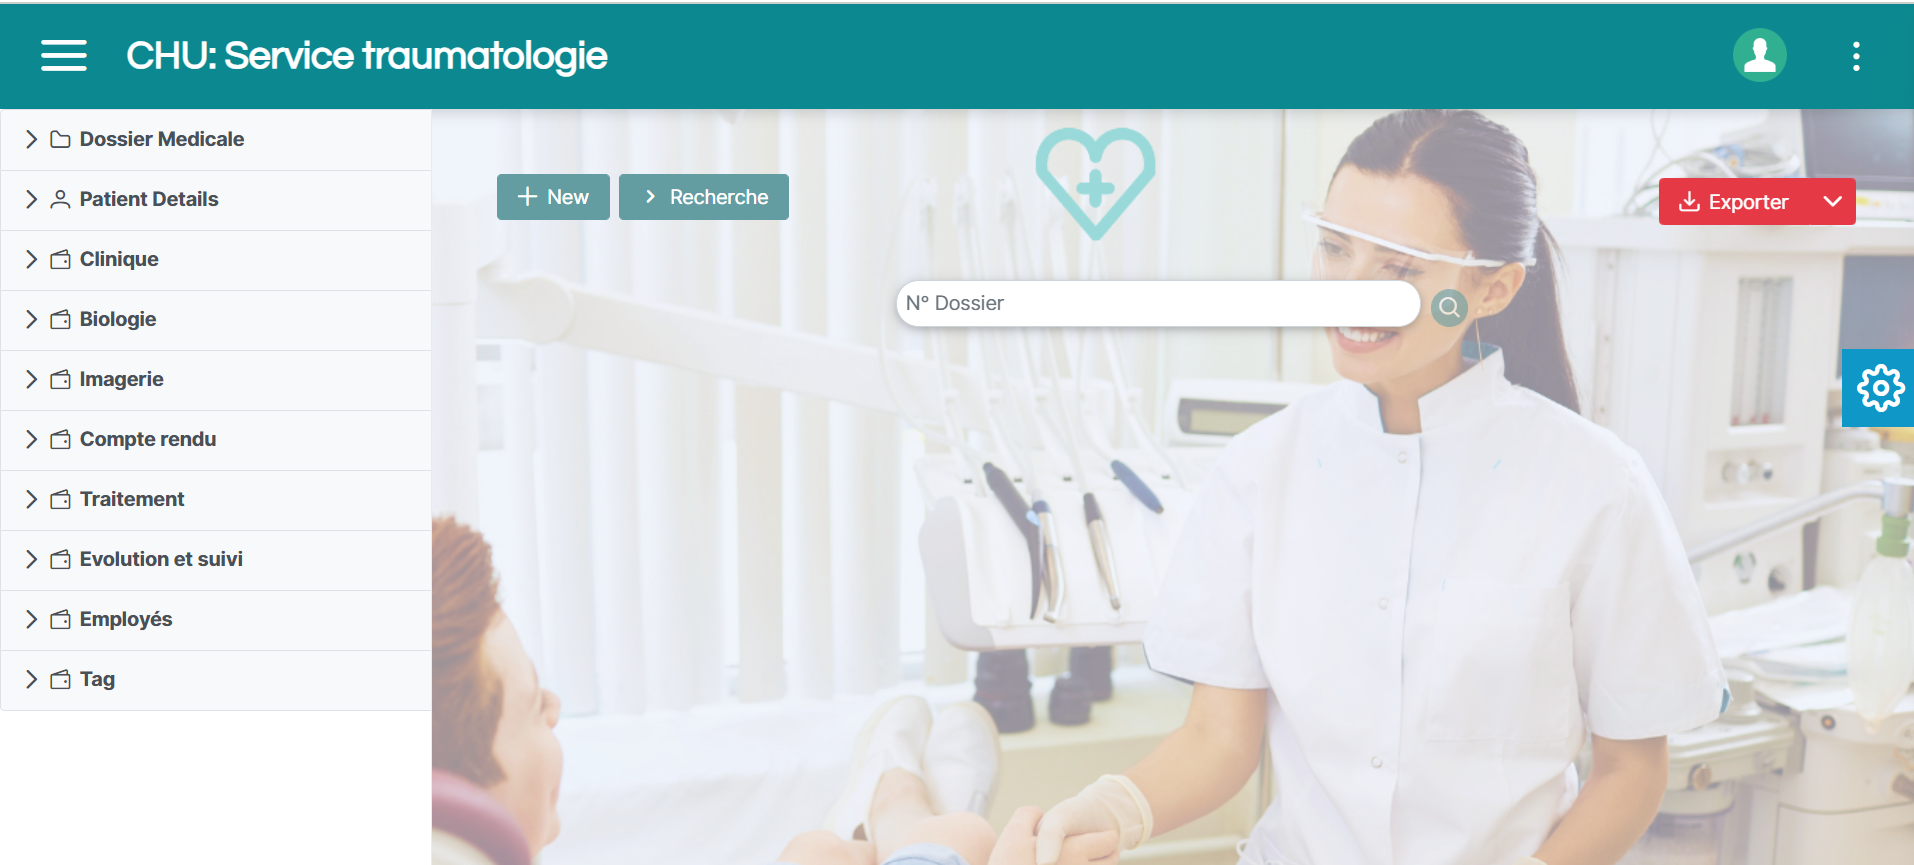 CHU: Service traumatologie
Dossier Medicale
Patient Details
Clinique
Biologie
Imagerie
Compte rendu
Traitement
Evolution et suivi
Employés
Tag
New
Recherche
Exporter
N° Dossier